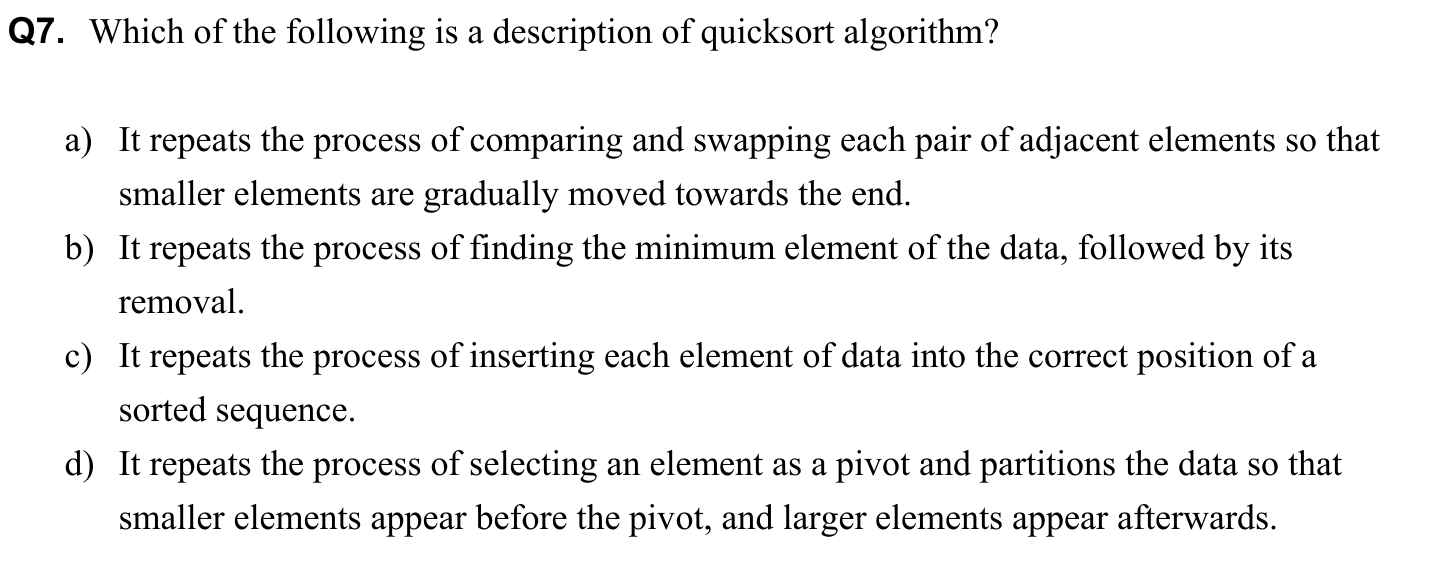 Q7. Which of the following is a description of quicksort algorithm?
a) It repeats the process of comparing and swapping each pair of adjacent elements so that
smaller elements are gradually moved towards the end.
b) It repeats the process of finding the minimum element of the data, followed by its
removal.
c) It repeats the process of inserting each element of data into the correct position of a
sorted sequence.
d) It repeats the process of selecting an element as a pivot and partitions the data so that
smaller elements appear before the pivot, and larger elements appear afterwards.